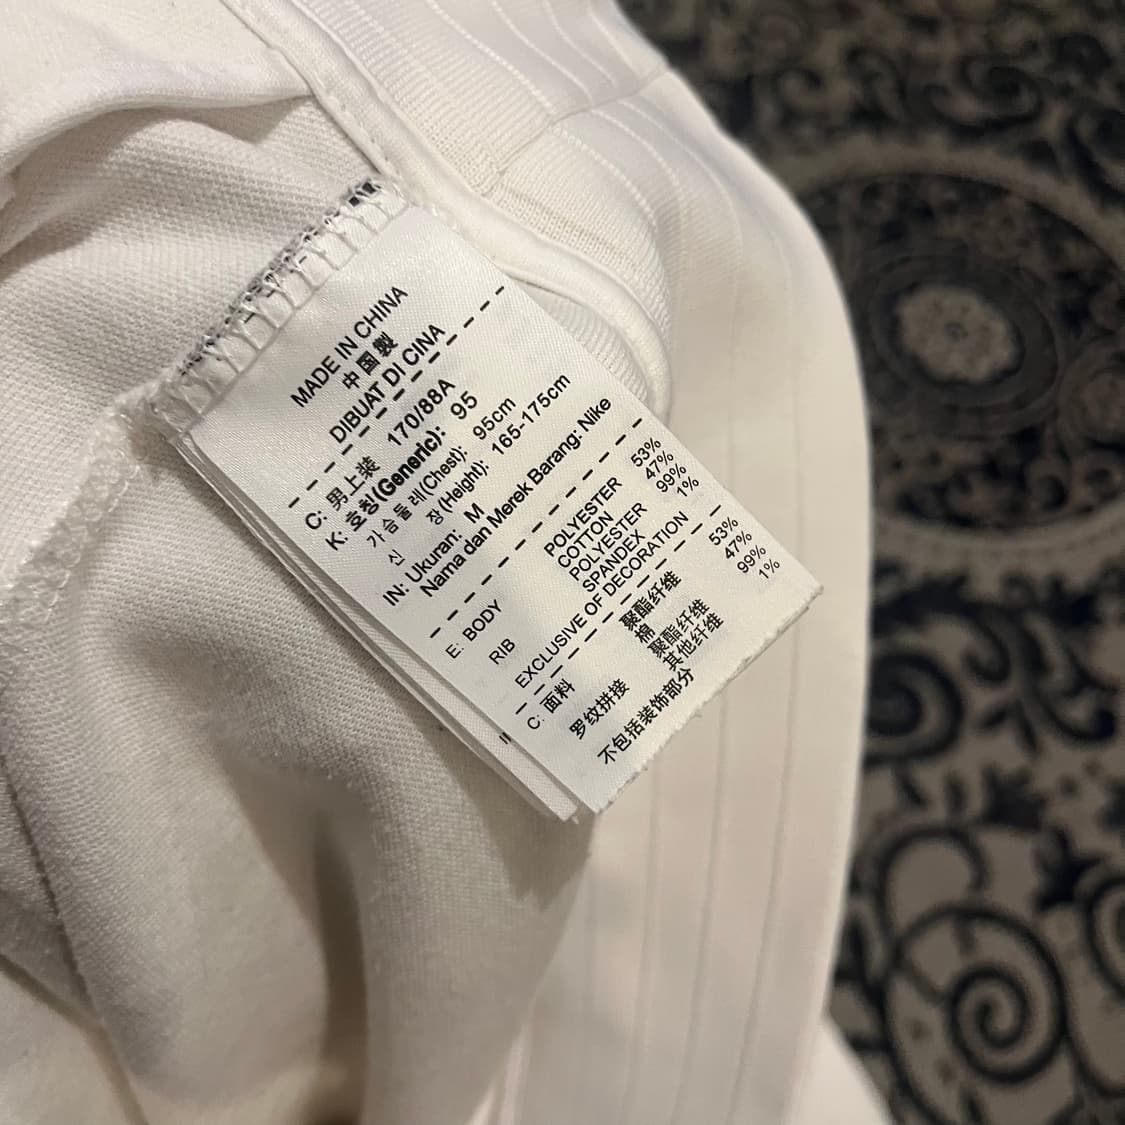 MADE IN CHINA
中国製
DIBUAT DI CINA
C: 男上装 170/88A
K: 호칭(Generic): 95
가슴둘레(Chest): 95cm
신 장(Height): 165-175cm
IN: Ukuran: M
Nama dan Merek Barang: Nike
E: BODY POLYESTER 53%
COTTON 47%
RIB POLYESTER 99%
SPANDEX 1%
EXCLUSIVE OF DECORATION
C: 面料 聚酯纤维 53%
棉 47%
罗纹拼接 聚酯纤维 99%
其他纤维 1%
不包括装饰部分